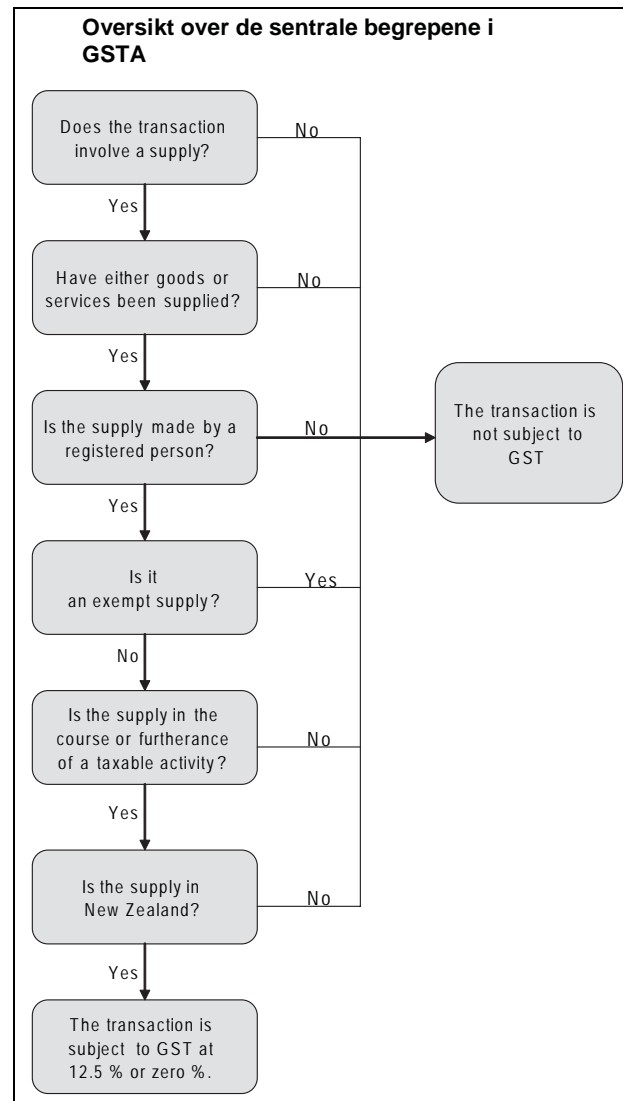 Oversikt over de sentrale begrepene i
GSTA
Does the transaction
involve a supply?
No
Yes
Have either goods or
services been supplied?
No
Yes
Is the supply made by a
registered person?
No
The transaction is
not subject to
GST
Yes
Is it
an exempt supply?
Yes
No
Is the supply in the
course or furtherance
of a taxable activity?
No
Yes
Is the supply in
New Zealand?
No
Yes
The transaction is
subject to GST at
12.5 % or zero %.